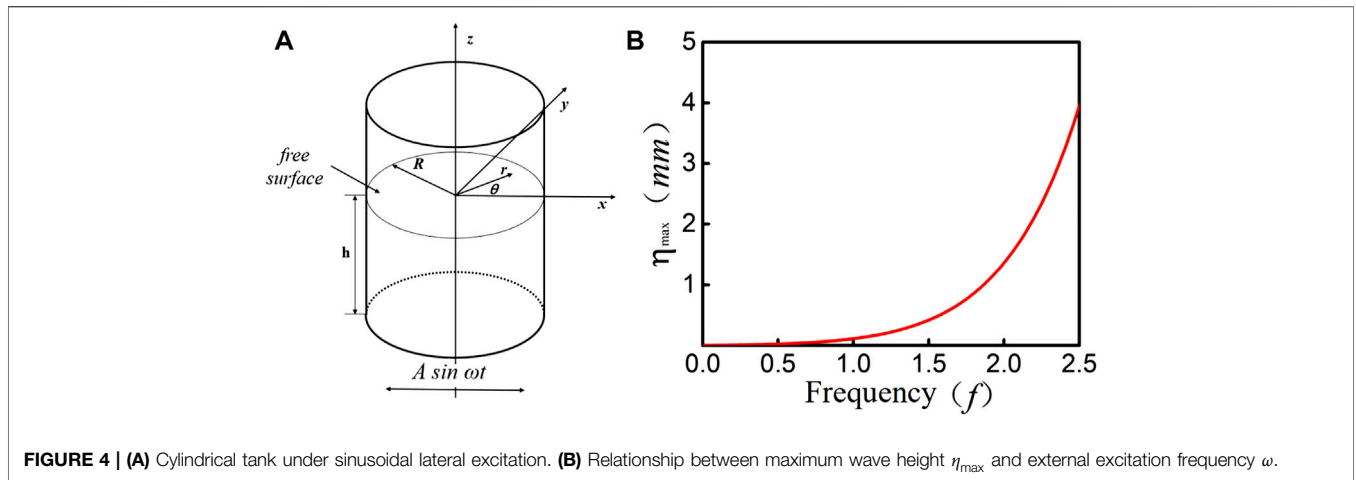 A
z
y
free
surface
R
r
θ
x
h
A sin ωt
B
5
4
3
2
1
η max (mm)
0.0 0.5 1.0 1.5 2.0 2.5
Frequency (f)
FIGURE 4 | (A) Cylindrical tank under sinusoidal lateral excitation. (B) Relationship between maximum wave height ηmax and external excitation frequency ω.